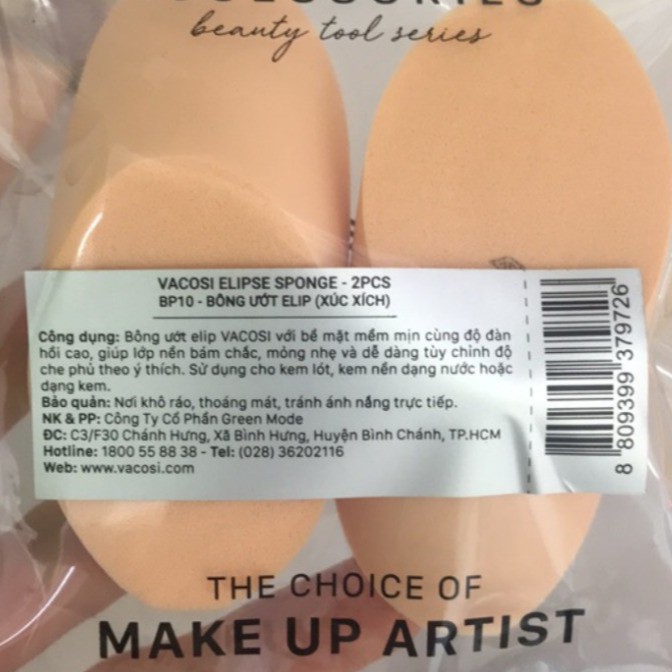 beauty tool series
VACOSI ELIPSE SPONGE - 2PCS
BP10 - BÔNG ƯỚT ELIP (XÚC XÍCH)
Công dụng: Bông ướt elip VACOSI với bề mặt mềm mịn cùng độ đàn
hồi cao, giúp lớp nền bám chắc, mỏng nhẹ và dễ dàng tùy chỉnh độ
che phủ theo ý thích. Sử dụng cho kem lót, kem nền dạng nước hoặc
dạng kem.
Bảo quản: Nơi khô ráo, thoáng mát, tránh ánh nắng trực tiếp.
NK & PP: Công Ty Cổ Phần Green Mode
ĐC: C3/F30 Chánh Hưng, Xã Bình Hưng, Huyện Bình Chánh, TP.HCM
Hotline: 1800 55 88 38 - Tel: (028) 36202116
Web: www.vacosi.com
8 809399 379726
THE CHOICE OF
MAKE UP ARTIST